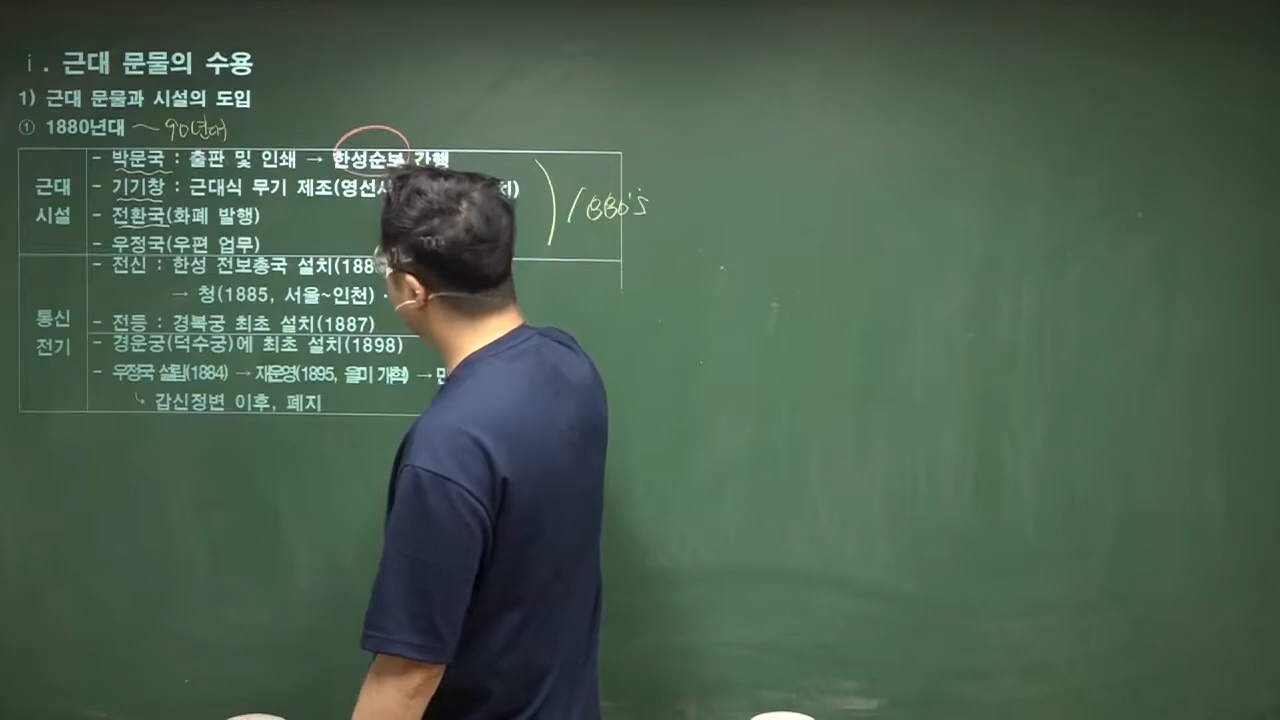 ⅰ. 근대 문물의 수용
1) 근대 문물과 시설의 도입
① 1880년대 ~ 90년대
근대 시설
- 박문국 : 출판 및 인쇄 → 한성순보 간행
- 기기창 : 근대식 무기 제조(영선사
- 전환국(화폐 발행)
- 우정국(우편 업무)
1880's
통신 전기
- 전신 : 한성 전보총국 설치(188
→ 청(1885, 서울~인천)
- 전등 : 경복궁 최초 설치(1887)
- 경운궁(덕수궁)에 최초 설치(1898)
- 우정국 설립(1884) → 재운영(1895, 을미 개혁) →
↳ 갑신정변 이후, 폐지